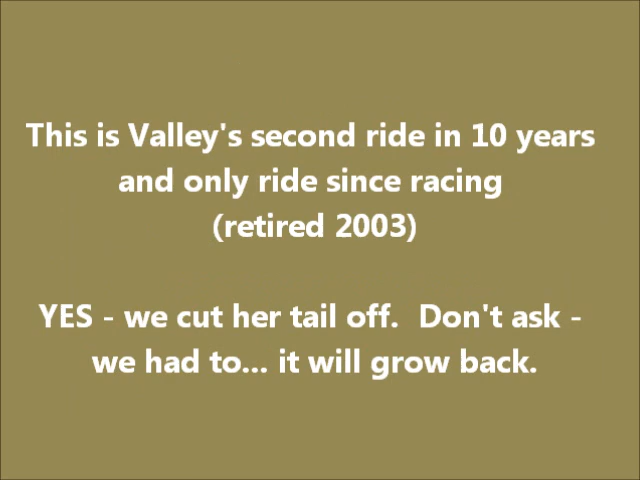 This is Valley's second ride in 10 years
and only ride since racing
(retired 2003)
YES - we cut her tail off.  Don't ask -
we had to... it will grow back.